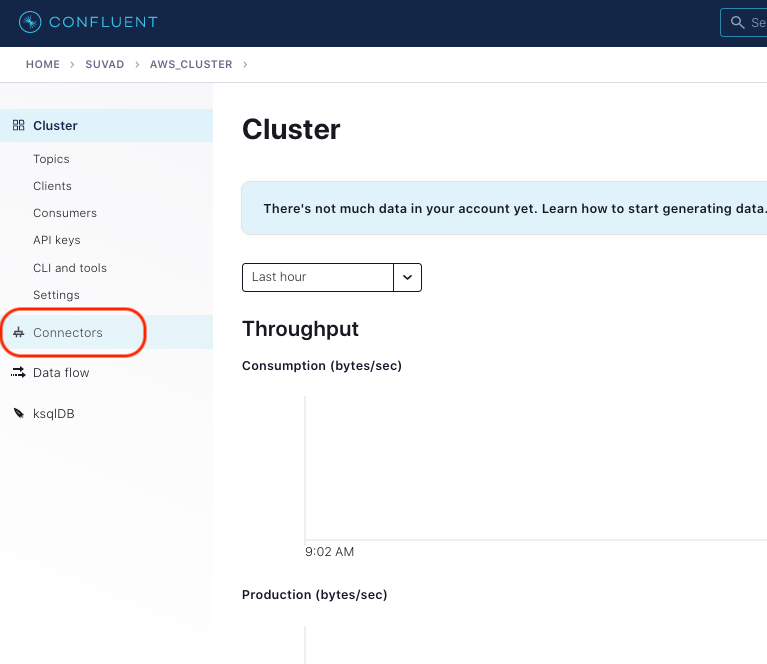 CONFLUENT
Se
HOME > SUVAD > AWS_CLUSTER >
Cluster
Topics
Clients
Consumers
API keys
CLI and tools
Settings
Connectors
Data flow
ksqlDB
Cluster
There's not much data in your account yet. Learn how to start generating data.
Last hour
Throughput
Consumption (bytes/sec)
9:02 AM
Production (bytes/sec)